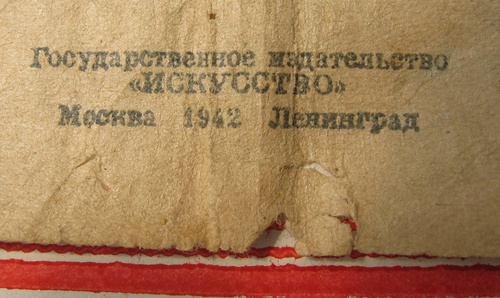 Государственное издательство
«ИСКУССТВО»
Москва 1942 Ленинград